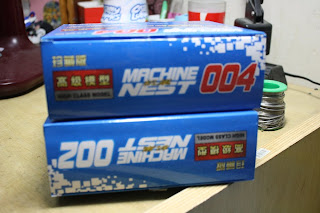 高級模型
HIGH CLASS MODEL
MACHINE
NEST
004
高級模型
HIGH CLASS MODEL
MACHINE
NEST
002